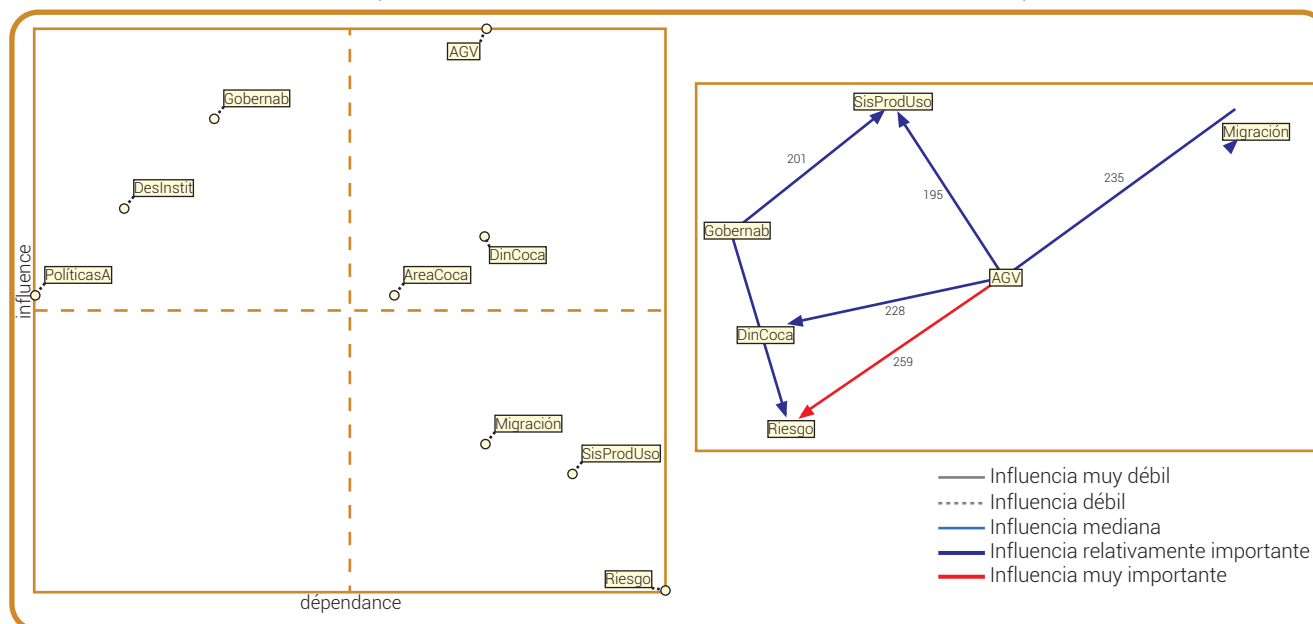 AGV
Gobernab
DesInstit
DinCoca
PolíticasA
AreaCoca
influence
Migración
SisProdUso
Riesgo
dépendance
SisProdUso
Migración
201
235
195
Gobernab
AGV
228
DinCoca
259
Riesgo
Influencia muy débil
Influencia débil
Influencia mediana
Influencia relativamente importante
Influencia muy importante